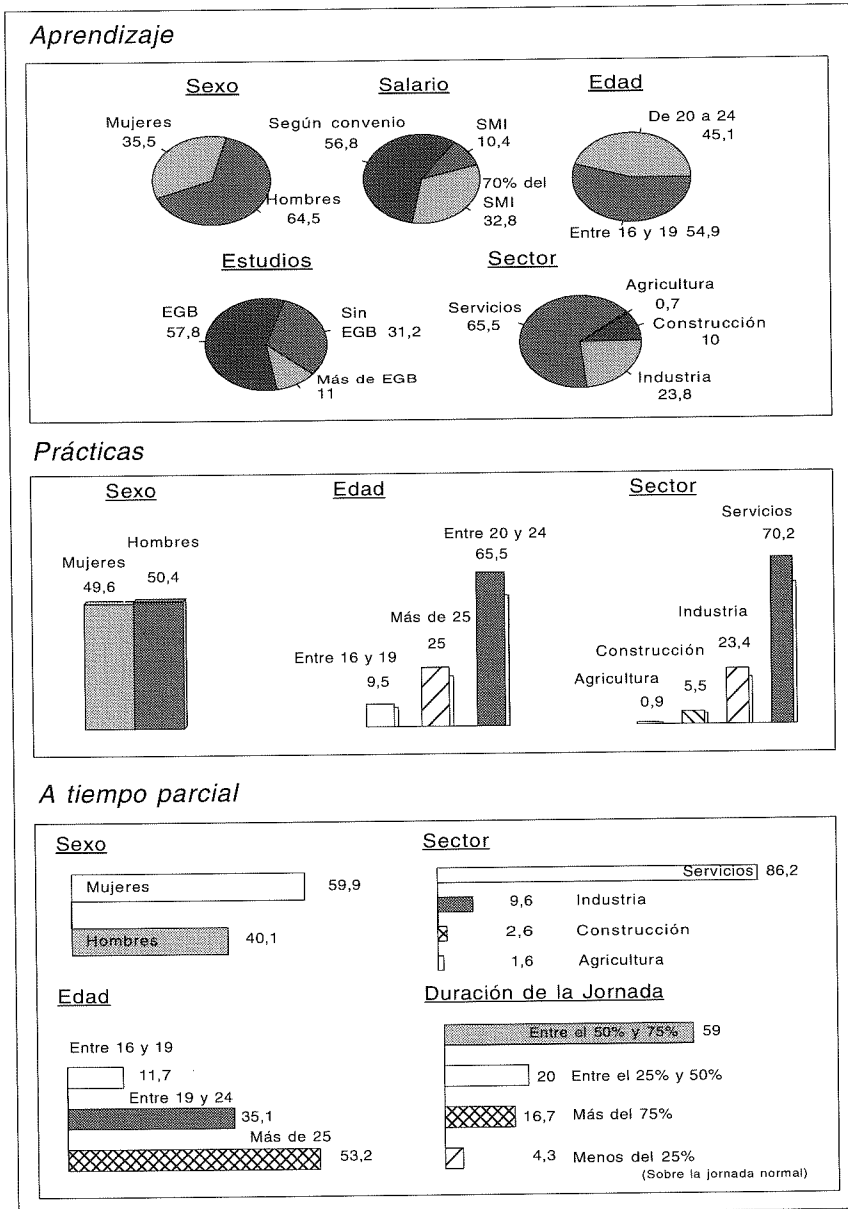 Aprendizaje
Sexo
Mujeres
35,5
Hombres
64,5
Salario
Según convenio
56,8
SMI
10,4
70% del
SMI
32,8
Edad
De 20 a 24
45,1
Entre 16 y 19 54,9
Estudios
EGB
57,8
Sin
EGB 31,2
Más de EGB
11
Sector
Servicios
65,5
Agricultura
0,7
Construcción
10
Industria
23,8
Prácticas
Sexo
Mujeres
49,6
Hombres
50,4
Edad
Entre 16 y 19
9,5
Más de 25
25
Entre 20 y 24
65,5
Sector
Agricultura
0,9
Construcción
5,5
Industria
23,4
Servicios
70,2
A tiempo parcial
Sexo
Mujeres 59,9
Hombres 40,1
Sector
Servicios 86,2
9,6 Industria
2,6 Construcción
1,6 Agricultura
Edad
Entre 16 y 19
11,7
Entre 19 y 24
35,1
Más de 25
53,2
Duración de la Jornada
Entre el 50% y 75% 59
20 Entre el 25% y 50%
16,7 Más del 75%
4,3 Menos del 25%
(Sobre la jornada normal)